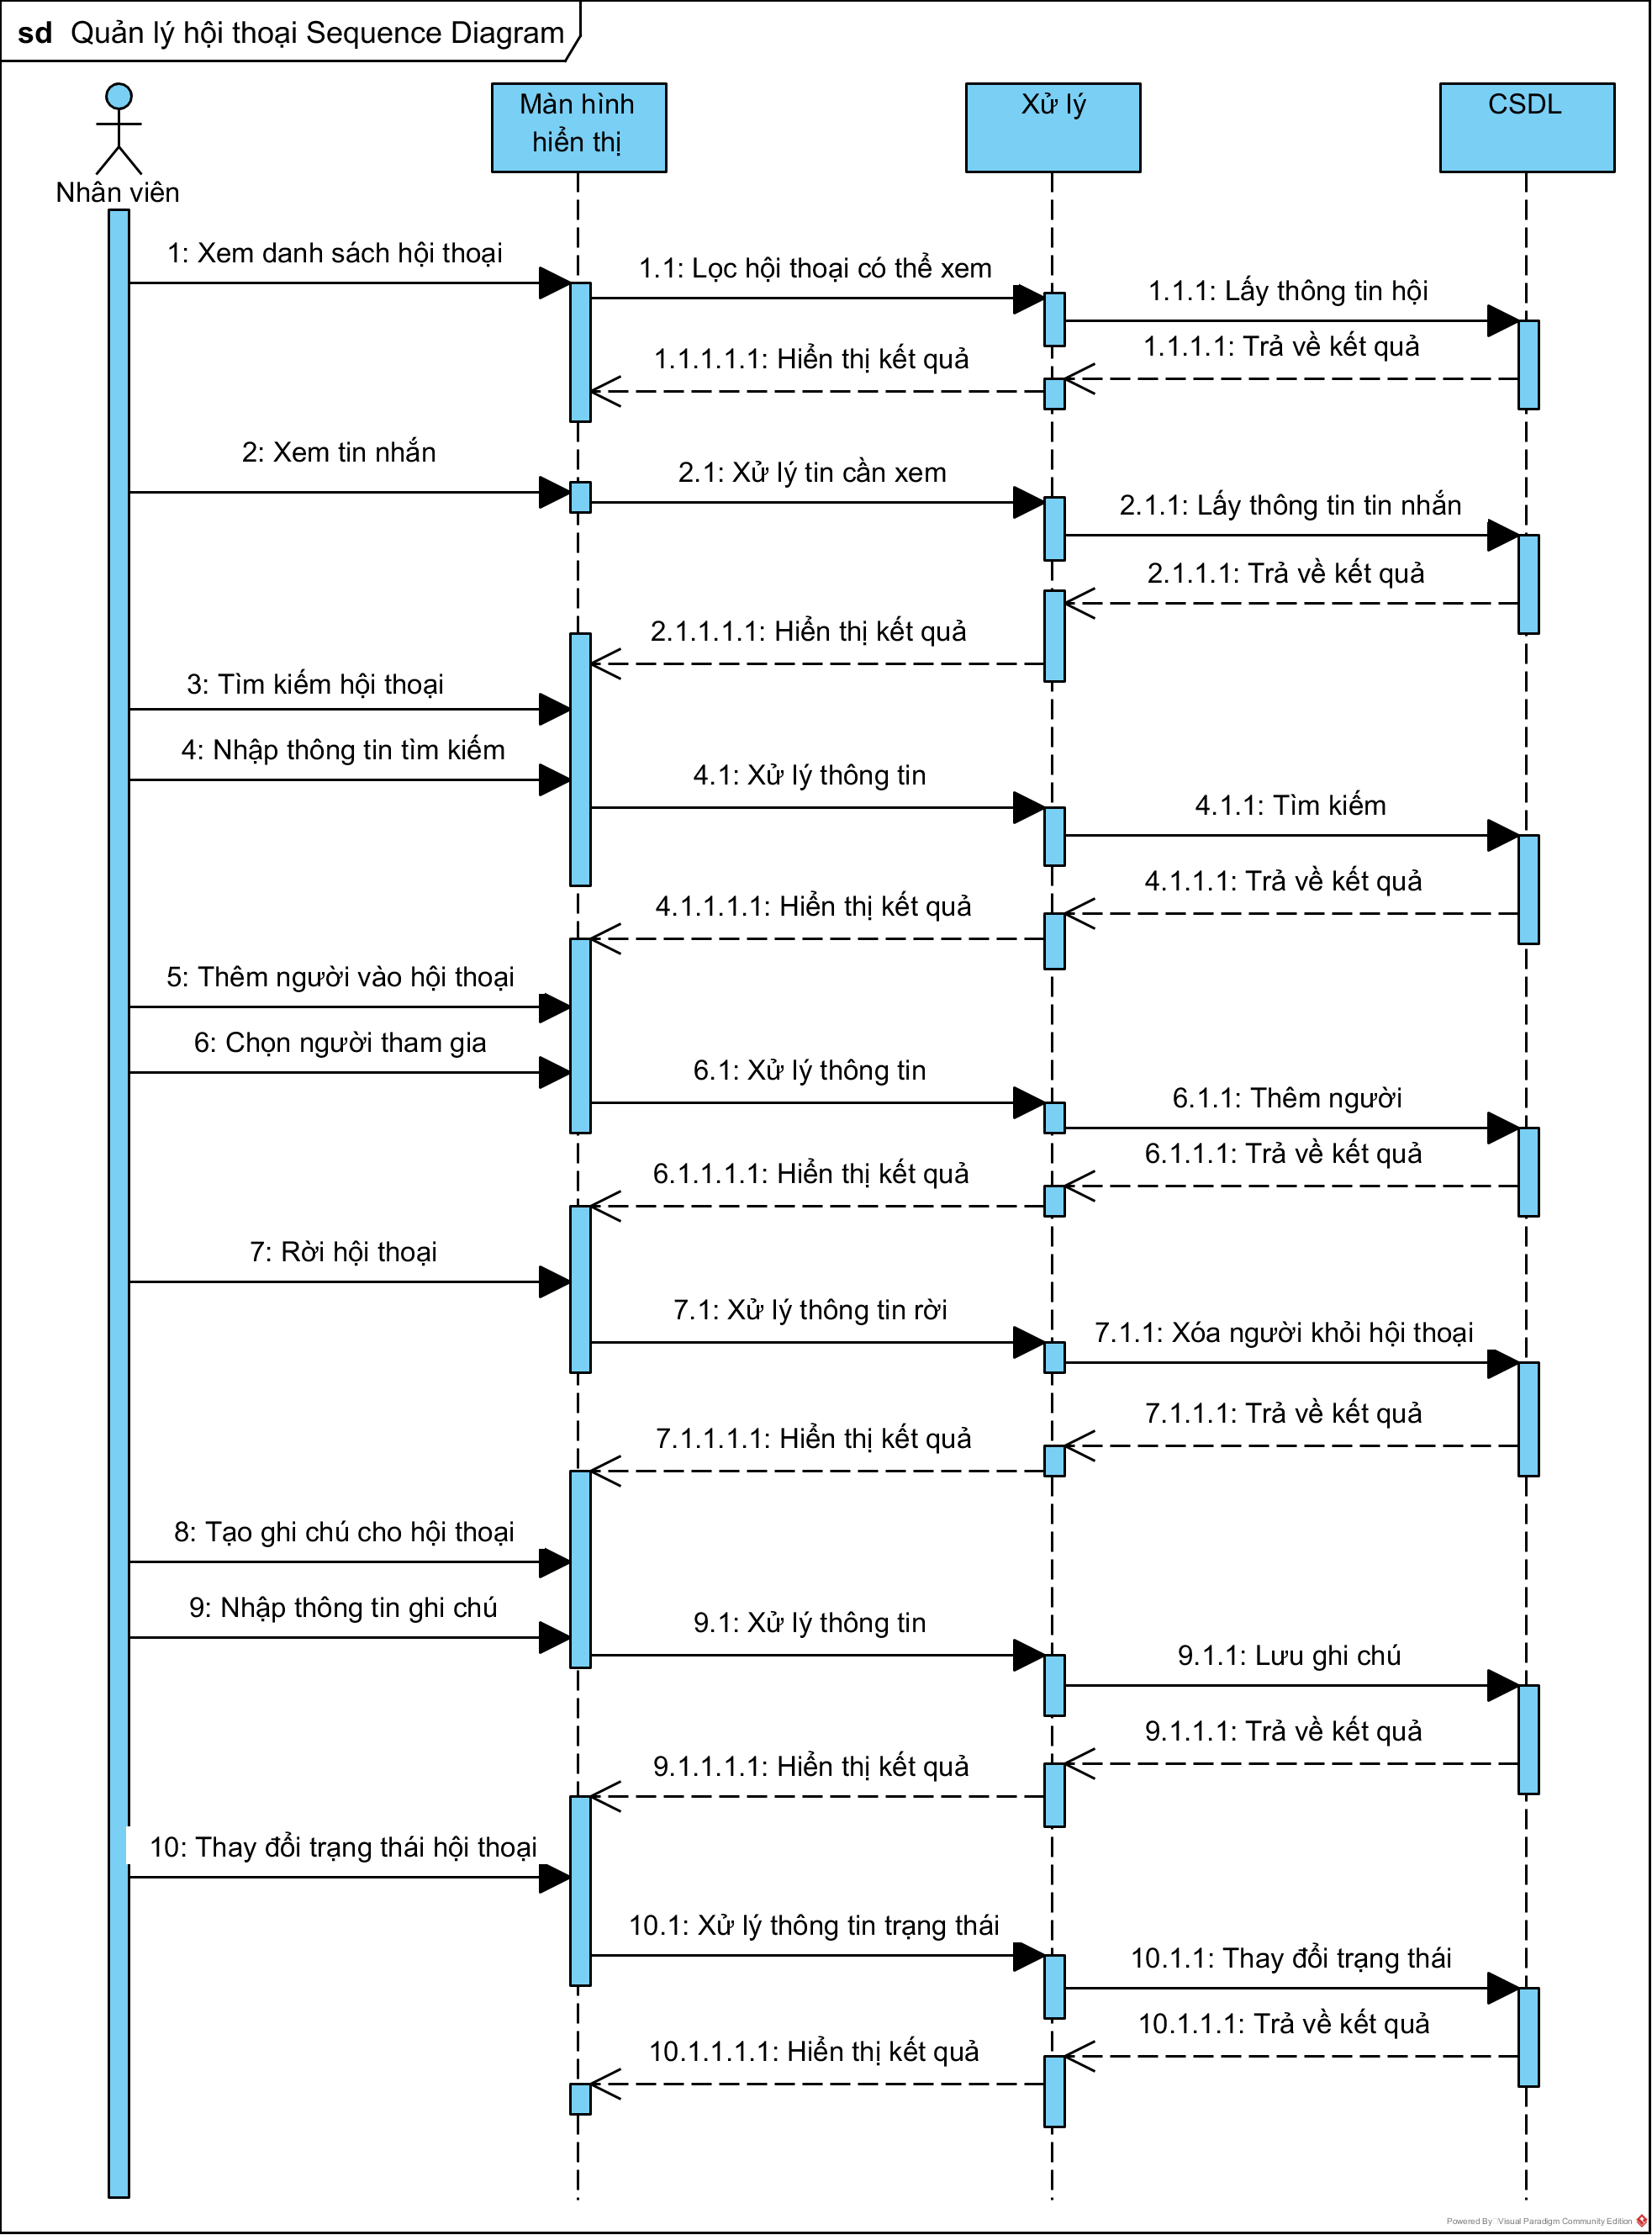 sd Quản lý hội thoại Sequence Diagram
Nhân viên
Màn hình
hiển thị
Xử lý
CSDL
1: Xem danh sách hội thoại
1.1: Lọc hội thoại có thể xem
1.1.1: Lấy thông tin hội
1.1.1.1: Trả về kết quả
1.1.1.1.1: Hiển thị kết quả
2: Xem tin nhắn
2.1: Xử lý tin cần xem
2.1.1: Lấy thông tin tin nhắn
2.1.1.1: Trả về kết quả
2.1.1.1.1: Hiển thị kết quả
3: Tìm kiếm hội thoại
4: Nhập thông tin tìm kiếm
4.1: Xử lý thông tin
4.1.1: Tìm kiếm
4.1.1.1: Trả về kết quả
4.1.1.1.1: Hiển thị kết quả
5: Thêm người vào hội thoại
6: Chọn người tham gia
6.1: Xử lý thông tin
6.1.1: Thêm người
6.1.1.1: Trả về kết quả
6.1.1.1.1: Hiển thị kết quả
7: Rời hội thoại
7.1: Xử lý thông tin rời
7.1.1: Xóa người khỏi hội thoại
7.1.1.1: Trả về kết quả
7.1.1.1.1: Hiển thị kết quả
8: Tạo ghi chú cho hội thoại
9: Nhập thông tin ghi chú
9.1: Xử lý thông tin
9.1.1: Lưu ghi chú
9.1.1.1: Trả về kết quả
9.1.1.1.1: Hiển thị kết quả
10: Thay đổi trạng thái hội thoại
10.1: Xử lý thông tin trạng thái
10.1.1: Thay đổi trạng thái
10.1.1.1: Trả về kết quả
10.1.1.1.1: Hiển thị kết quả
Powered By Visual Paradigm Community Edition